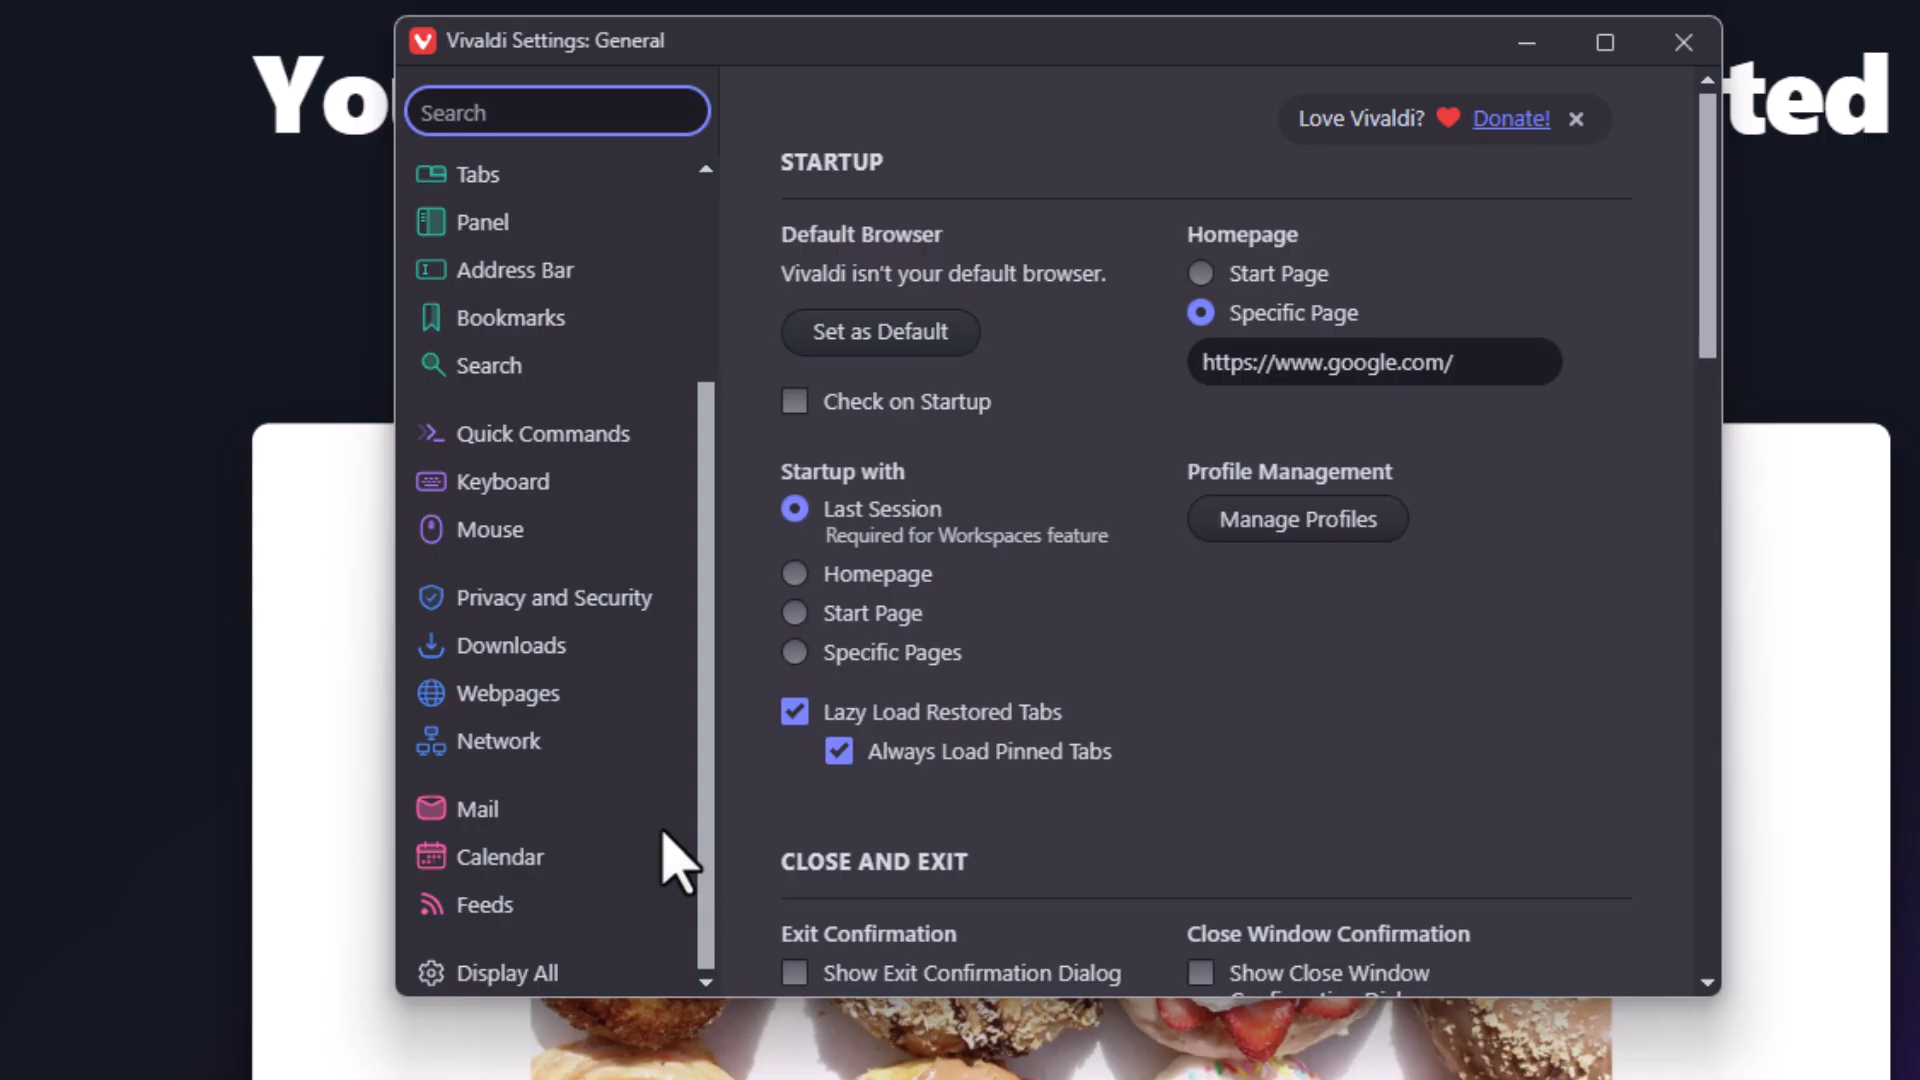 Vivaldi Settings: General
Yo
ted
Search
Love Vivaldi? Donate!
Tabs
Panel
Address Bar
Bookmarks
Search
Quick Commands
Keyboard
Mouse
Privacy and Security
Downloads
Webpages
Network
Mail
Calendar
Feeds
Display All
STARTUP
Default Browser
Vivaldi isn't your default browser.
Set as Default
Check on Startup
Homepage
Start Page
Specific Page
https://www.google.com/
Startup with
Last Session
Required for Workspaces feature
Homepage
Start Page
Specific Pages
Lazy Load Restored Tabs
Always Load Pinned Tabs
Profile Management
Manage Profiles
CLOSE AND EXIT
Exit Confirmation
Show Exit Confirmation Dialog
Close Window Confirmation
Show Close Window